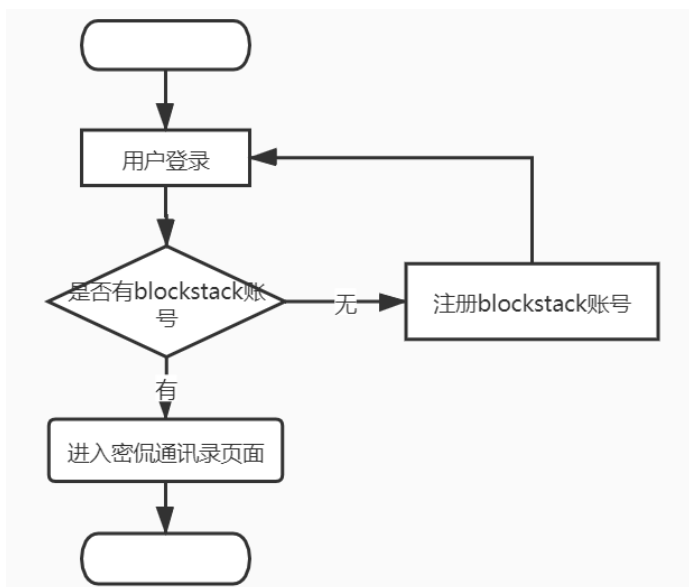 用户登录
是否有blockstack账
号
无
注册blockstack账号
有
进入密侃通讯录页面